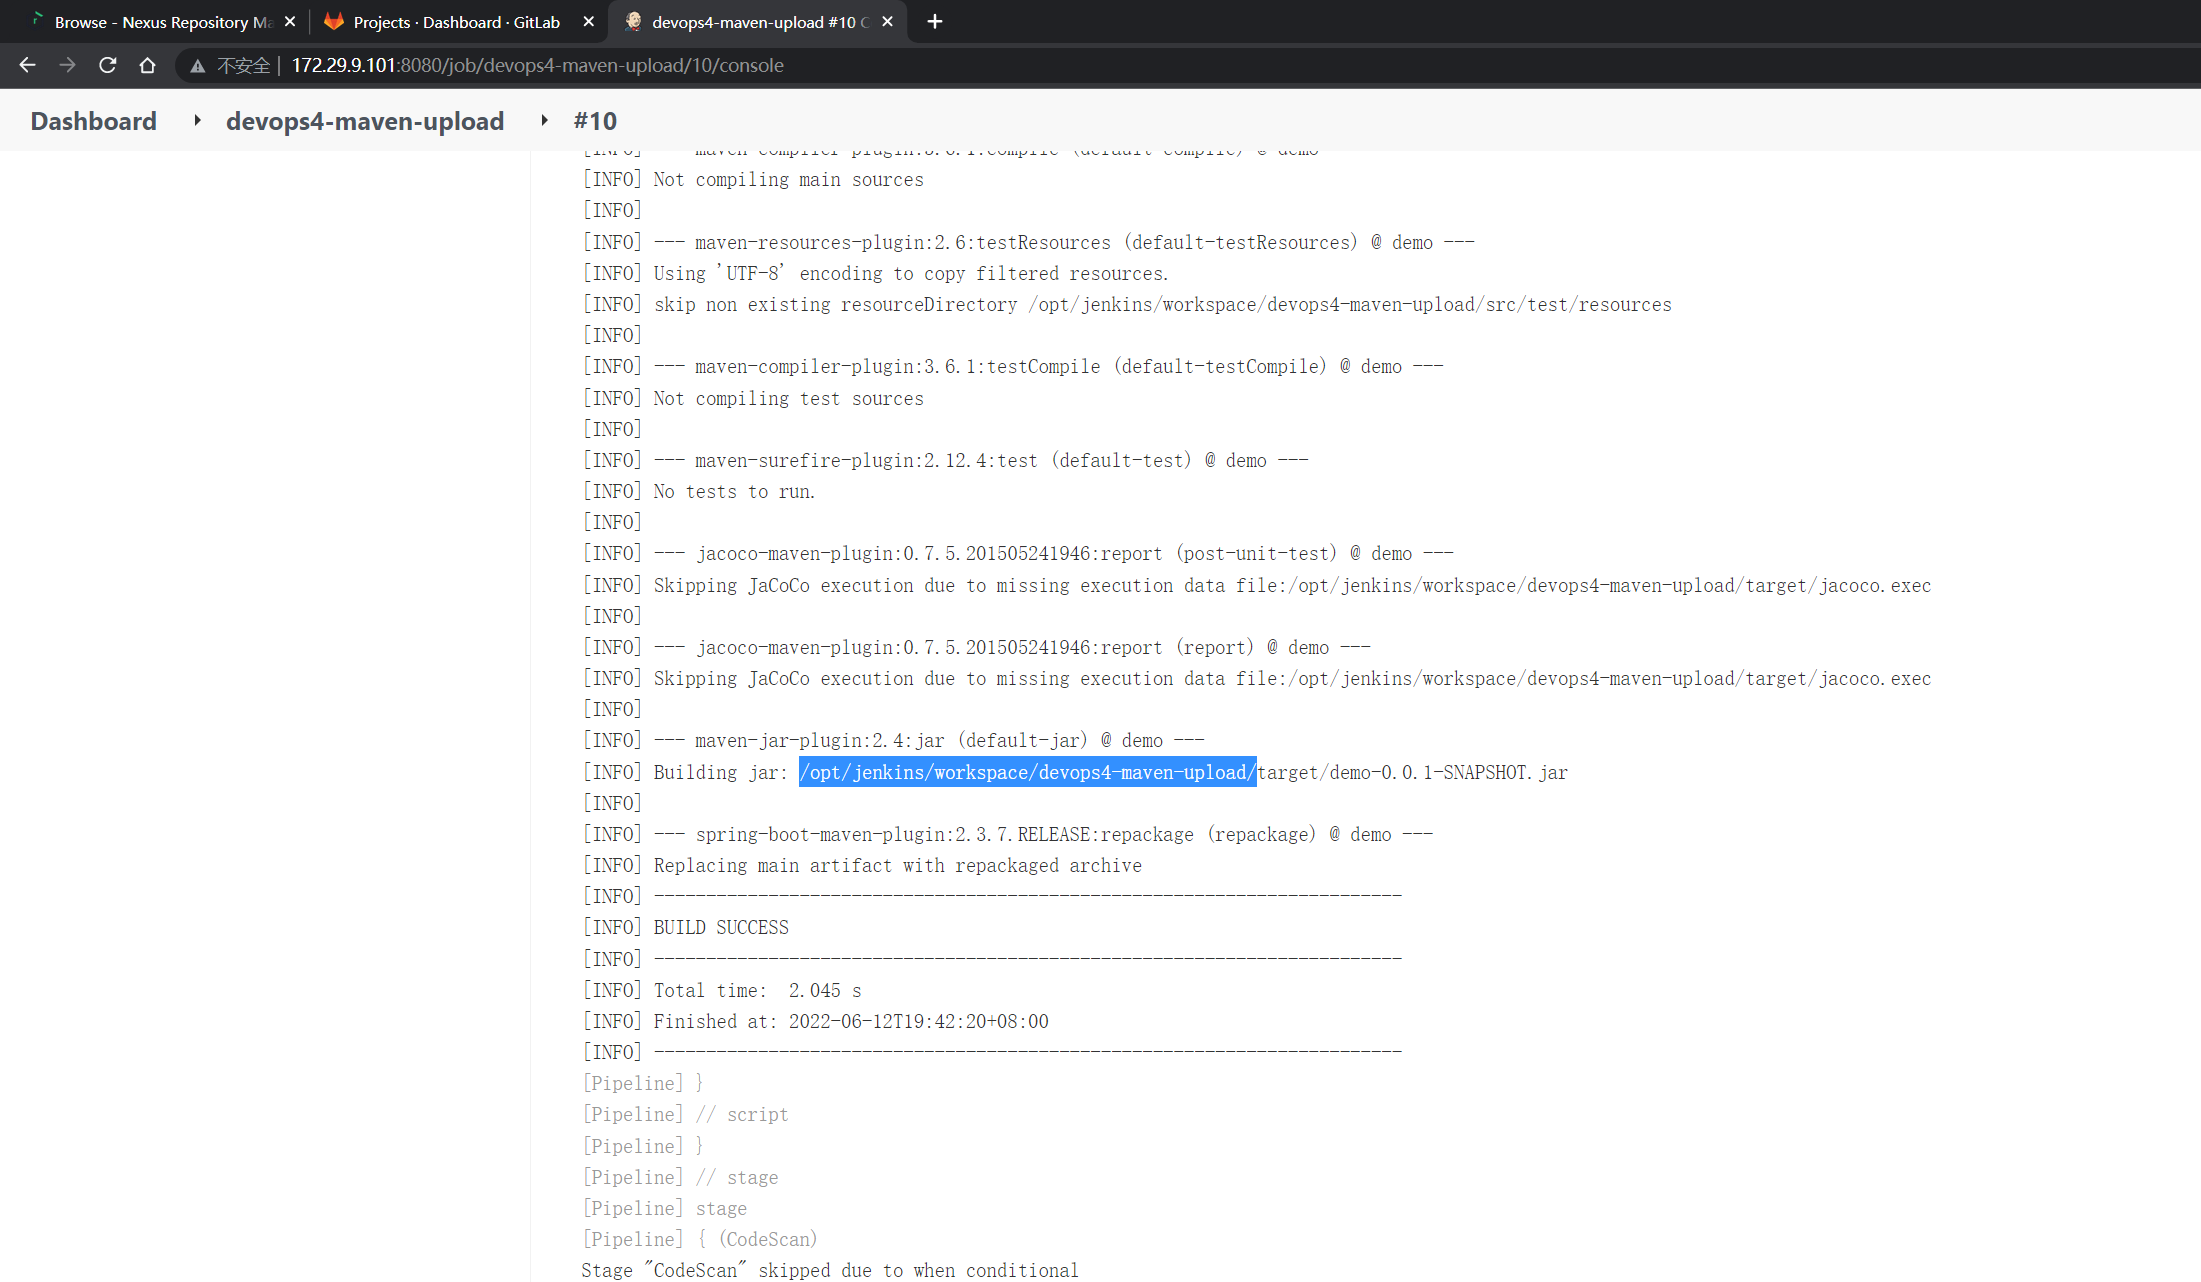 Browse - Nexus Repository Ma
Projects · Dashboard · GitLab
devops4-maven-upload #10 C
不安全 | 172.29.9.101:8080/job/devops4-maven-upload/10/console
Dashboard devops4-maven-upload #10
[INFO] --- maven-compiler-plugin:3.6.1:compile (default-compile) @ demo
[INFO] Not compiling main sources
[INFO]
[INFO] --- maven-resources-plugin:2.6:testResources (default-testResources) @ demo ---
[INFO] Using 'UTF-8' encoding to copy filtered resources.
[INFO] skip non existing resourceDirectory /opt/jenkins/workspace/devops4-maven-upload/src/test/resources
[INFO]
[INFO] --- maven-compiler-plugin:3.6.1:testCompile (default-testCompile) @ demo ---
[INFO] Not compiling test sources
[INFO]
[INFO] --- maven-surefire-plugin:2.12.4:test (default-test) @ demo ---
[INFO] No tests to run.
[INFO]
[INFO] --- jacoco-maven-plugin:0.7.5.201505241946:report (post-unit-test) @ demo ---
[INFO] Skipping JaCoCo execution due to missing execution data file:/opt/jenkins/workspace/devops4-maven-upload/target/jacoco.exec
[INFO]
[INFO] --- jacoco-maven-plugin:0.7.5.201505241946:report (report) @ demo ---
[INFO] Skipping JaCoCo execution due to missing execution data file:/opt/jenkins/workspace/devops4-maven-upload/target/jacoco.exec
[INFO]
[INFO] --- maven-jar-plugin:2.4:jar (default-jar) @ demo ---
[INFO] Building jar: /opt/jenkins/workspace/devops4-maven-upload/target/demo-0.0.1-SNAPSHOT.jar
[INFO]
[INFO] --- spring-boot-maven-plugin:2.3.7.RELEASE:repackage (repackage) @ demo ---
[INFO] Replacing main artifact with repackaged archive
[INFO] ------------------------------------------------------------------------
[INFO] BUILD SUCCESS
[INFO] ------------------------------------------------------------------------
[INFO] Total time:  2.045 s
[INFO] Finished at: 2022-06-12T19:42:20+08:00
[INFO] ------------------------------------------------------------------------
[Pipeline] }
[Pipeline] // script
[Pipeline] }
[Pipeline] // stage
[Pipeline] stage
[Pipeline] { (CodeScan)
Stage "CodeScan" skipped due to when conditional